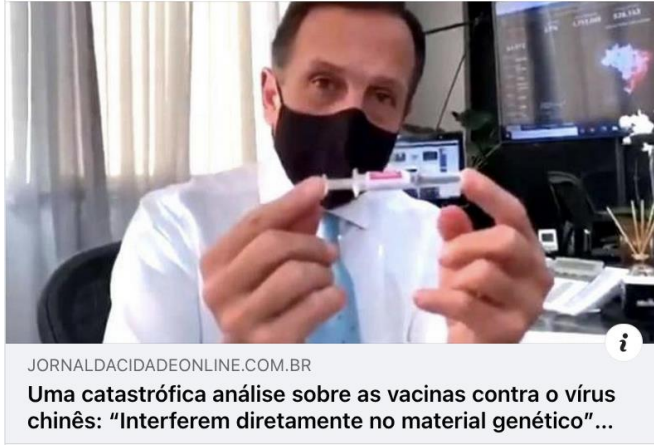 JORNALDACIDADEONLINE.COM.BR
Uma catastrófica análise sobre as vacinas contra o vírus
chinês: “Interferem diretamente no material genético”...